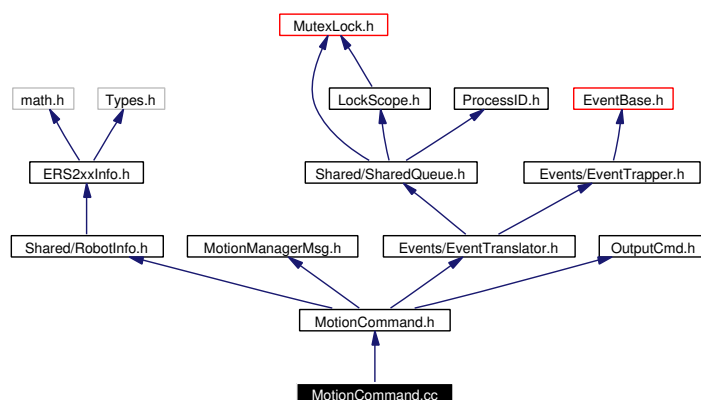 MutexLock.h
math.h
Types.h
LockScope.h
ProcessID.h
EventBase.h
ERS2xxInfo.h
Shared/SharedQueue.h
Events/EventTrapper.h
Shared/RobotInfo.h
MotionManagerMsg.h
Events/EventTranslator.h
OutputCmd.h
MotionCommand.h
MotionCommand.cc